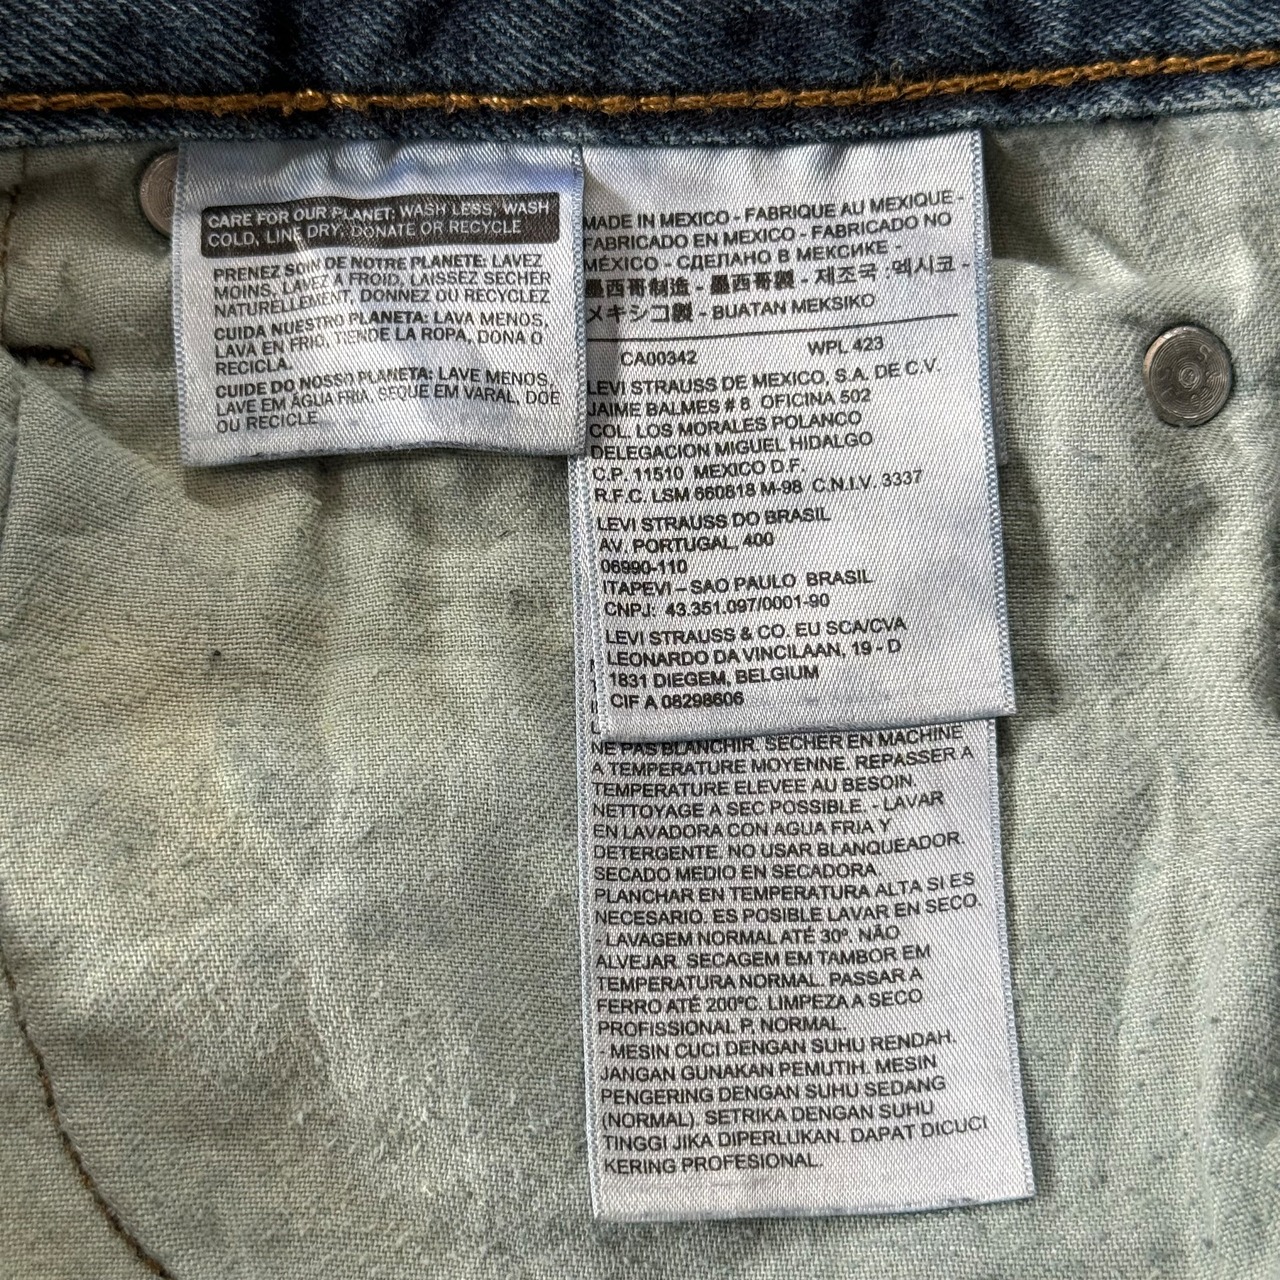 CARE FOR OUR PLANET: WASH LESS, WASH
COLD, LINE DRY, DONATE OR RECYCLE
PRENEZ SOIN DE NOTRE PLANETE: LAVEZ
MOINS, LAVEZ A FROID, LAISSEZ SECHER
NATURELLEMENT, DONNEZ OU RECYCLEZ
CUIDA NUESTRO PLANETA: LAVA MENOS,
LAVA EN FRIO, TIENDE LA ROPA, DONA O
RECICLA.
CUIDE DO NOSSO PLANETA: LAVE MENOS,
LAVE EM ÁGUA FRIA, SEQUE EM VARAL, DOE
OU RECICLE
MADE IN MEXICO - FABRIQUE AU MEXIQUE -
FABRICADO EN MEXICO - FABRICADO NO
MÉXICO - СДЕЛАНО В МЕКСИКЕ -
墨西哥制造 - 墨西哥製 - 제조국 :멕시코 -
メキシコ製 - BUATAN MEKSIKO
CA00342 WPL 423
LEVI STRAUSS DE MEXICO, S.A. DE C.V.
JAIME BALMES # 8 OFICINA 502
COL. LOS MORALES POLANCO
DELEGACION MIGUEL HIDALGO
C.P. 11510 MEXICO D.F.
R.F.C. LSM 660818 M-98 C.N.I.V. 3337
LEVI STRAUSS DO BRASIL
AV. PORTUGAL, 400
06990-110
ITAPEVI – SAO PAULO BRASIL
CNPJ: 43.351.097/0001-90
LEVI STRAUSS & CO. EU SCA/CVA
LEONARDO DA VINCILAAN, 19 - D
1831 DIEGEM, BELGIUM
CIF A 08298606
NE PAS BLANCHIR. SECHER EN MACHINE
A TEMPERATURE MOYENNE. REPASSER A
TEMPERATURE ELEVEE AU BESOIN.
NETTOYAGE A SEC POSSIBLE. - LAVAR
EN LAVADORA CON AGUA FRIA Y
DETERGENTE. NO USAR BLANQUEADOR.
SECADO MEDIO EN SECADORA.
PLANCHAR EN TEMPERATURA ALTA SI ES
NECESARIO. ES POSIBLE LAVAR EN SECO.
- LAVAGEM NORMAL ATÉ 30º. NÃO
ALVEJAR. SECAGEM EM TAMBOR EM
TEMPERATURA NORMAL. PASSAR A
FERRO ATÉ 200ºC. LIMPEZA A SECO
PROFISSIONAL P. NORMAL.
- MESIN CUCI DENGAN SUHU RENDAH.
JANGAN GUNAKAN PEMUTIH. MESIN
PENGERING DENGAN SUHU SEDANG
(NORMAL). SETRIKA DENGAN SUHU
TINGGI JIKA DIPERLUKAN. DAPAT DICUCI
KERING PROFESIONAL.